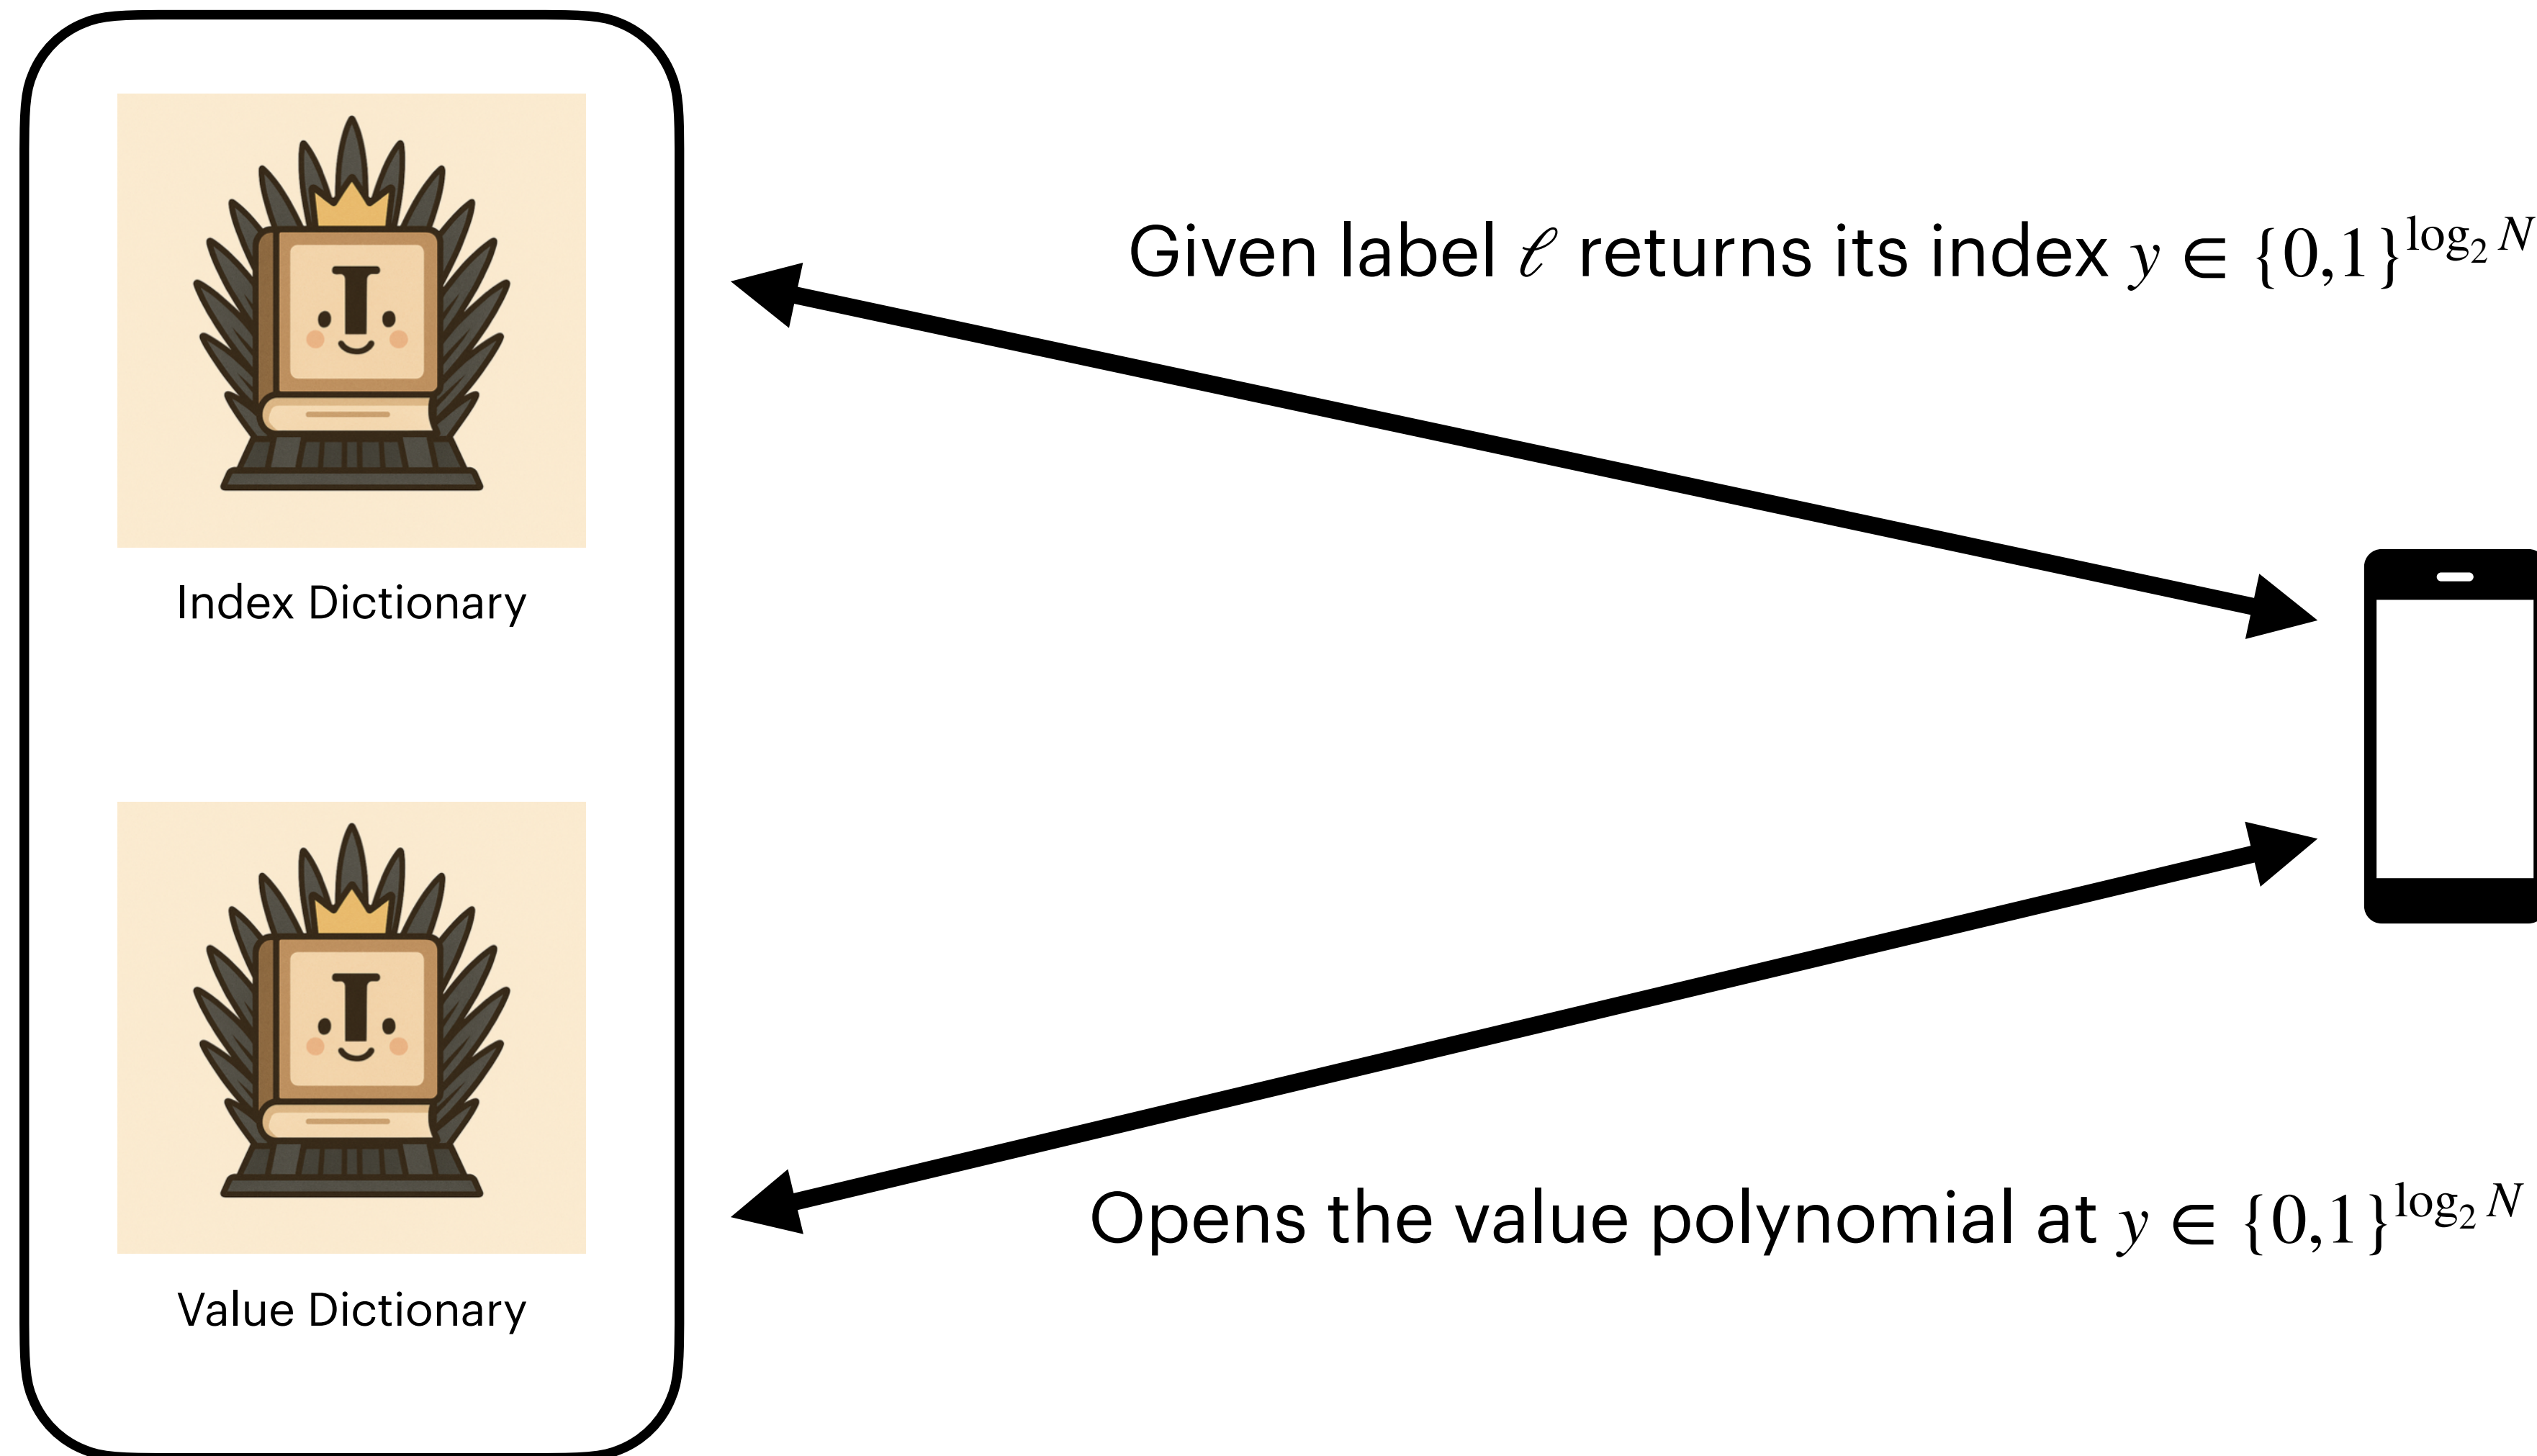 Given label ℓ returns its index y ∈ {0,1}^{log₂ N}
I
Index Dictionary
I
Value Dictionary
Opens the value polynomial at y ∈ {0,1}^{log₂ N}